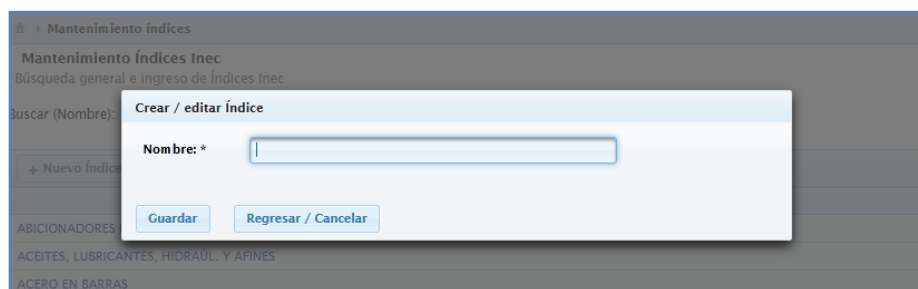 Mantenimiento índices
Mantenimiento Índices Inec
Búsqueda general e ingreso de Índices Inec
Buscar (Nombre):
Crear / editar Índice
Nombre: *
+ Nuevo Índice
Guardar
Regresar / Cancelar
ABICIONADORES
ACEITES, LUBRICANTES, HIDRAÚL. Y AFINES
ACERO EN BARRAS